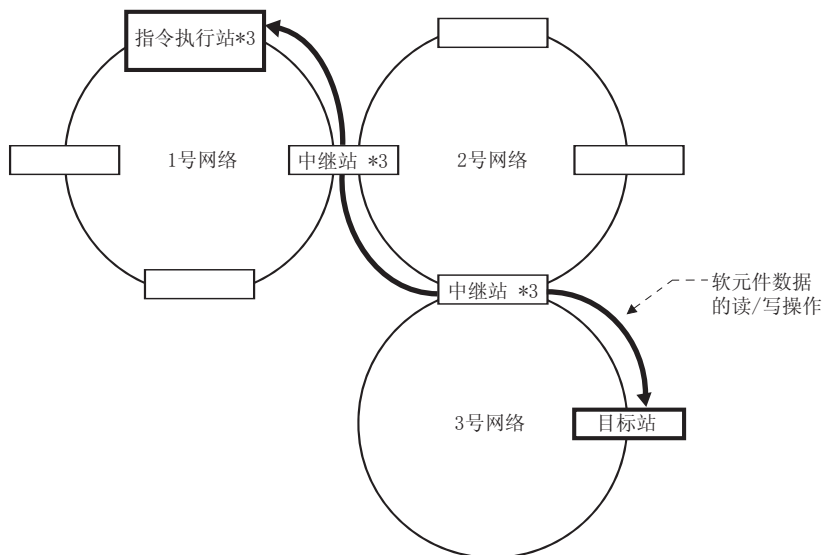 指令执行站*3
1号网络
中继站 *3
2号网络
中继站 *3
软元件数据
的读/写操作
3号网络
目标站